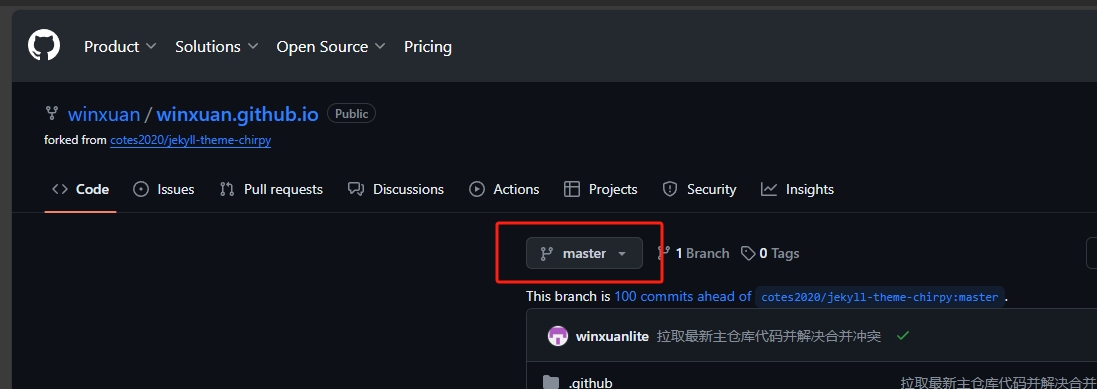 Product Solutions Open Source Pricing
winxuan / winxuan.github.io Public
forked from cotes2020/jekyll-theme-chirpy
Code Issues Pull requests Discussions Actions Projects Security Insights
master 1 Branch 0 Tags
This branch is 100 commits ahead of cotes2020/jekyll-theme-chirpy:master .
winxuanlite 拉取最新主仓库代码并解决合并冲突
.github 拉取最新主仓库代码并解决合并